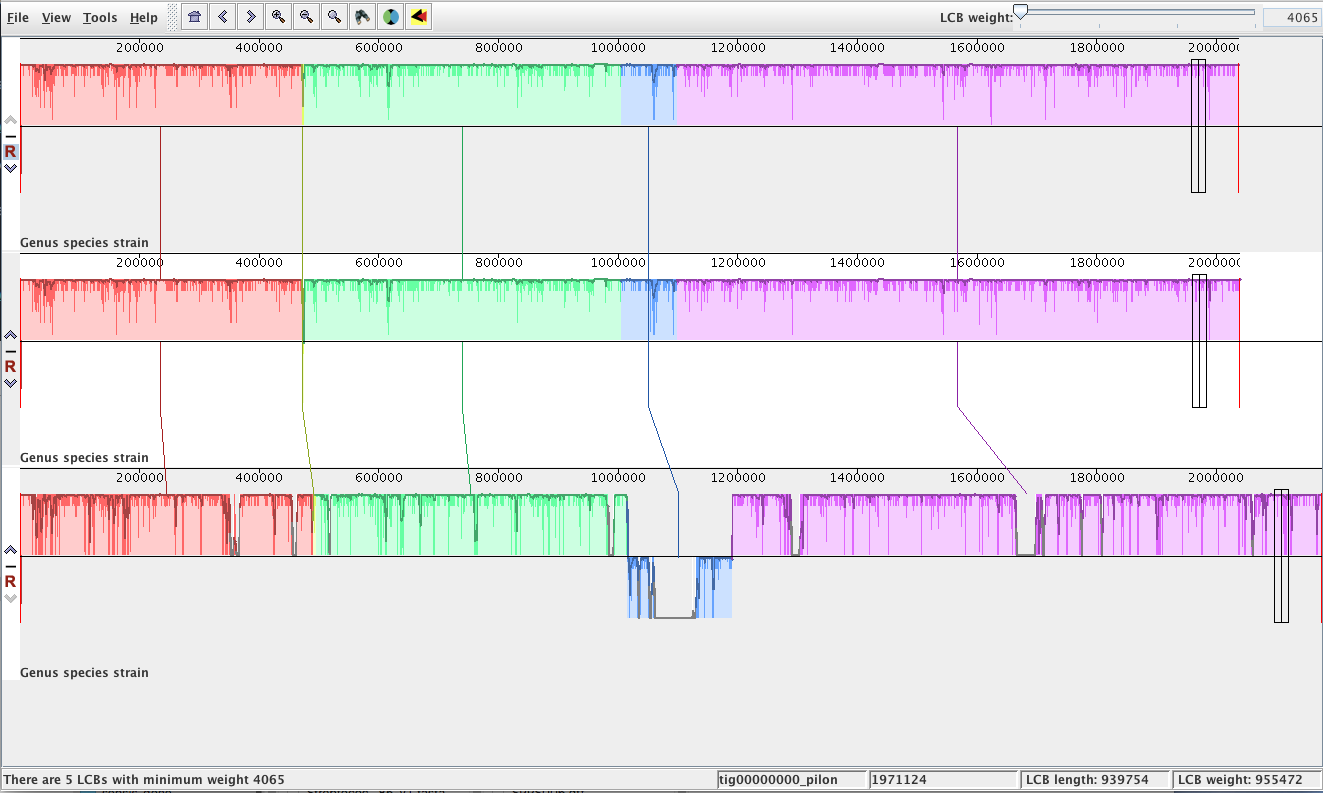 File View Tools Help LCB weight: 4065
200000 400000 600000 800000 1000000 1200000 1400000 1600000 1800000 2000000
R
Genus species strain
200000 400000 600000 800000 1000000 1200000 1400000 1600000 1800000 2000000
R
Genus species strain
200000 400000 600000 800000 1000000 1200000 1400000 1600000 1800000 2000000
R
Genus species strain
There are 5 LCBs with minimum weight 4065 tig00000000_pilon 1971124 LCB length: 939754 LCB weight: 955472